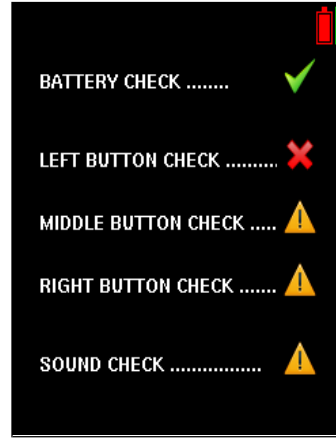 BATTERY CHECK ........
LEFT BUTTON CHECK ..........
MIDDLE BUTTON CHECK .....
RIGHT BUTTON CHECK .......
SOUND CHECK .................